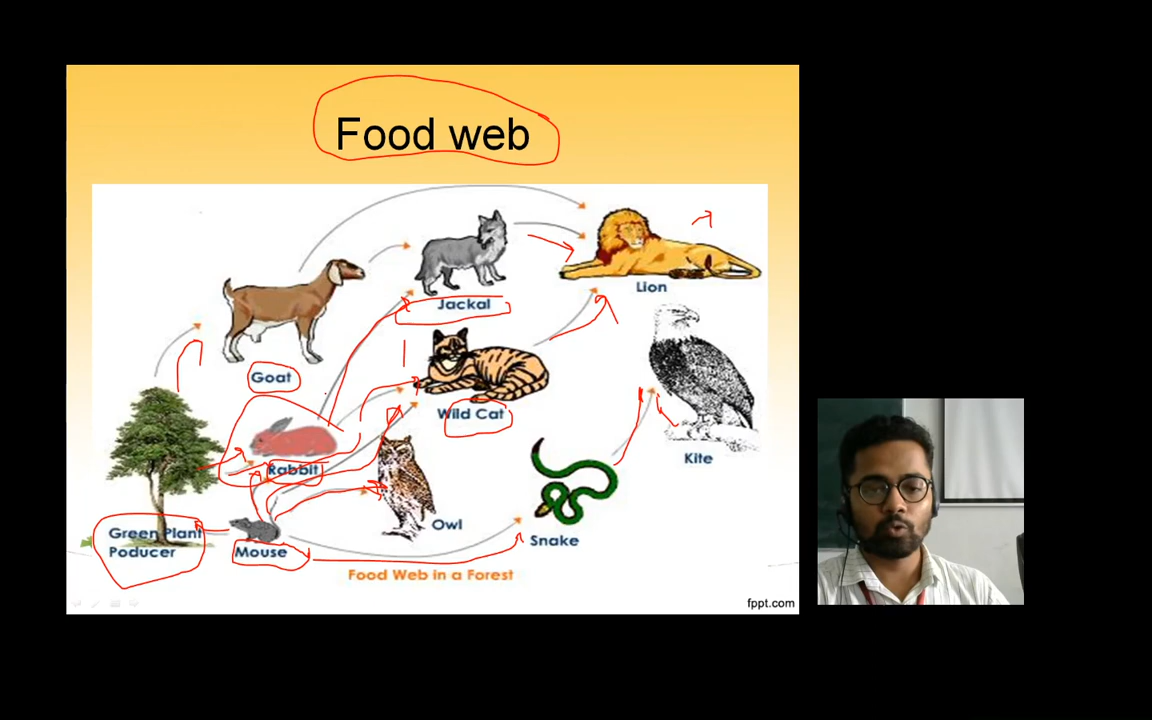 Food web
Lion
Jackal
Goat
Wild Cat
Kite
Rabbit
Owl
Green Plant
Poducer
Mouse
Snake
Food Web in a Forest
fppt.com